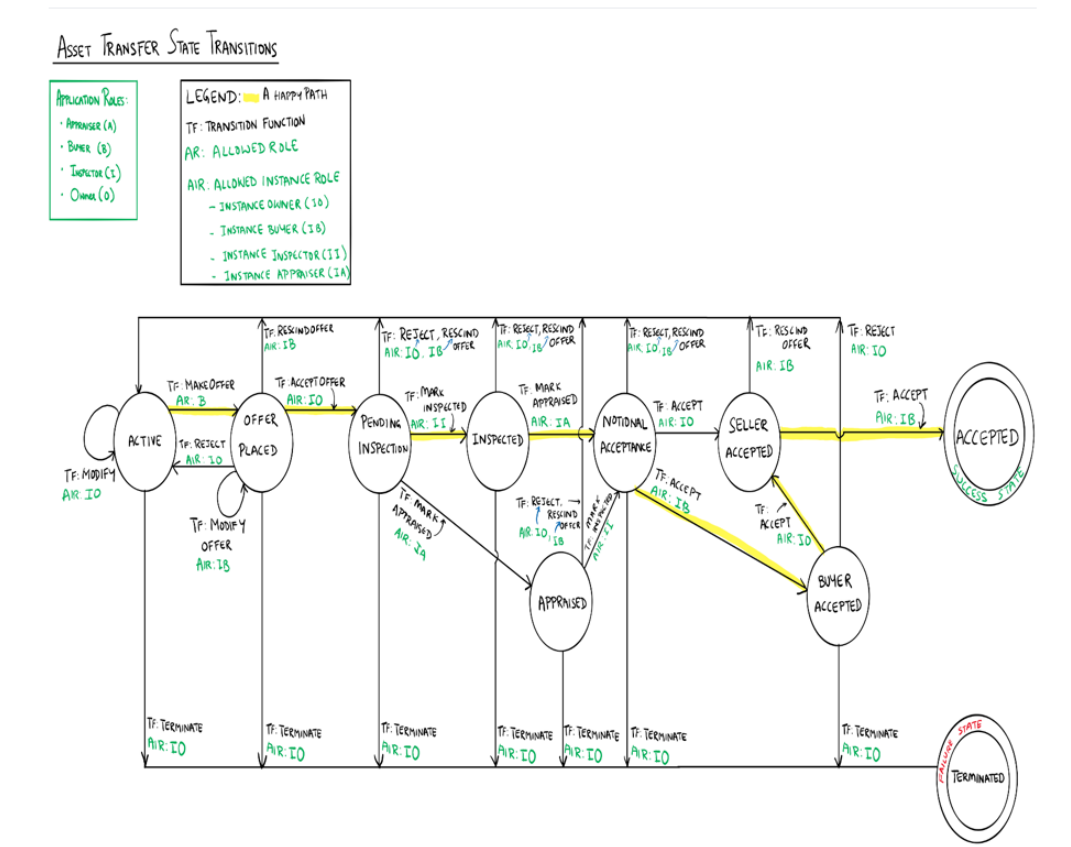 ASSET TRANSFER STATE TRANSITIONS
APPLICATION ROLES:
· APPRAISER (A)
· BUYER (B)
· INSPECTOR (I)
· OWNER (O)
LEGEND: A HAPPY PATH
TF: TRANSITION FUNCTION
AR: ALLOWED ROLE
AIR: ALLOWED INSTANCE ROLE
- INSTANCE OWNER (IO)
- INSTANCE BUYER (IB)
- INSTANCE INSPECTOR (II)
- INSTANCE APPRAISER (IA)
TF: RESCIND OFFER
AIR: IB
TF: REJECT, RESCIND
OFFER
AIR: IO, IB
TF: REJECT, RESCIND
OFFER
AIR: IO, IB
TF: REJECT, RESCIND
OFFER
AIR: IO, IB
TF: RESCIND
OFFER
AIR: IB
TF: REJECT
AIR: IO
TF: MAKE OFFER
AR: B
TF: ACCEPT OFFER
AIR: IO
TF: MARK
INSPECTED
AIR: II
TF: MARK
APPRAISED
AIR: IA
TF: ACCEPT
AIR: IO
TF: ACCEPT
AIR: IB
ACTIVE
OFFER
PLACED
PENDING
INSPECTION
INSPECTED
NOTIONAL
ACCEPTANCE
SELLER
ACCEPTED
ACCEPTED
SUCCESS STATE
TF: REJECT
AIR: IO
TF: MODIFY
AIR: IO
TF: MODIFY
OFFER
AIR: IB
TF: MARK
APPRAISED
AIR: IA
TF: REJECT,
RESCIND
OFFER
AIR: IO,
IB
TF: MARK
INSPECTED
AIR: II
TF: ACCEPT
AIR: IB
TF:
ACCEPT
AIR: IO
APPRAISED
BUYER
ACCEPTED
TF: TERMINATE
AIR: IO
TF: TERMINATE
AIR: IO
TF: TERMINATE
AIR: IO
TF: TERMINATE
AIR: IO
TF: TERMINATE
AIR: IO
TF: TERMINATE
AIR: IO
TF: TERMINATE
AIR: IO
FAILURE STATE
TERMINATED